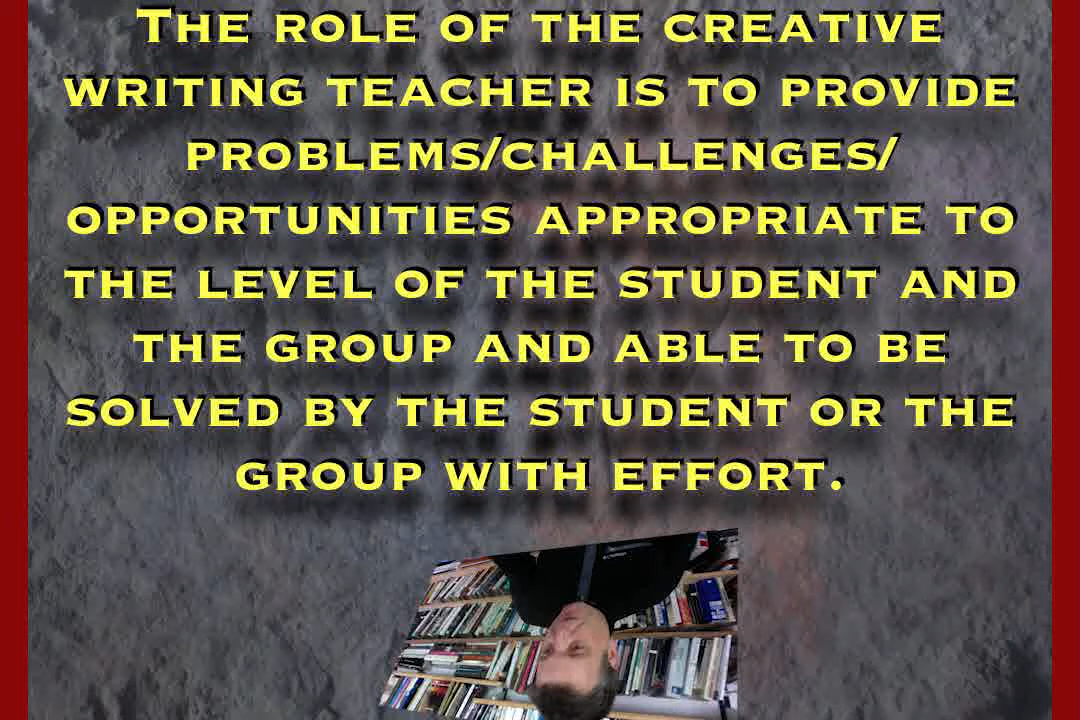 The role of the creative
writing teacher is to provide
problems/challenges/
opportunities appropriate to
the level of the student and
the group and able to be
solved by the student or the
group with effort.